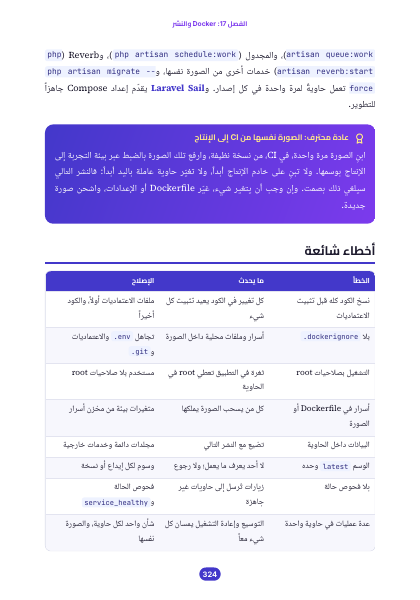 الفصل 17: Docker والنشر
php) Reverb و ،(php artisan schedule:work) والمجدول ،(artisan queue:work
php artisan migrate --و ،خدمات أخرى من الصورة نفسها (artisan reverb:start
force تعمل حاويةً لمرة واحدة في كل إصدار. وLaravel Sail يقدّم إعداد Compose جاهزاً
للتطوير.
عادة محترف: الصورة نفسها من CI إلى الإنتاج
ابنِ الصورة مرة واحدة، في CI، من نسخة نظيفة، وارفع تلك الصورة بالضبط عبر بيئة التجربة إلى
الإنتاج بوسمها. ولا تبنِ على خادم الإنتاج أبداً، ولا تغيّر حاوية عاملة باليد أبداً: فالنشر التالي
سيلغي ذلك بصمت. وإن وجب أن يتغير شيء، غيّر Dockerfile أو الإعدادات، واشحن صورة
جديدة.
أخطاء شائعة
الخطأ | ما يحدث | الإصلاح
نسخ الكود كله قبل تثبيت | كل تغيير في الكود يعيد تثبيت كل | ملفات الاعتماديات أولاً، والكود
الاعتماديات | شيء | أخيراً
بلا .dockerignore | أسرار وملفات محلية داخل الصورة | تجاهل .env والاعتماديات
و .git
التشغيل بصلاحيات root | ثغرة في التطبيق تعطي root في | مستخدم بلا صلاحيات root
الحاوية
أسرار في Dockerfile أو | كل من يسحب الصورة يملكها | متغيرات بيئة من مخزن أسرار
الصورة
البيانات داخل الحاوية | تضيع مع النشر التالي | مجلدات دائمة وخدمات خارجية
الوسم latest وحده | لا أحد يعرف ما يعمل؛ ولا رجوع | وسوم لكل إيداع أو نسخة
بلا فحوص حالة | زيارات تُرسل إلى حاويات غير | فحوص الحالة
جاهزة | و service_healthy
عدة عمليات في حاوية واحدة | التوسيع وإعادة التشغيل يمسان كل | شأن واحد لكل حاوية، والصورة
شيء معاً | نفسها
324